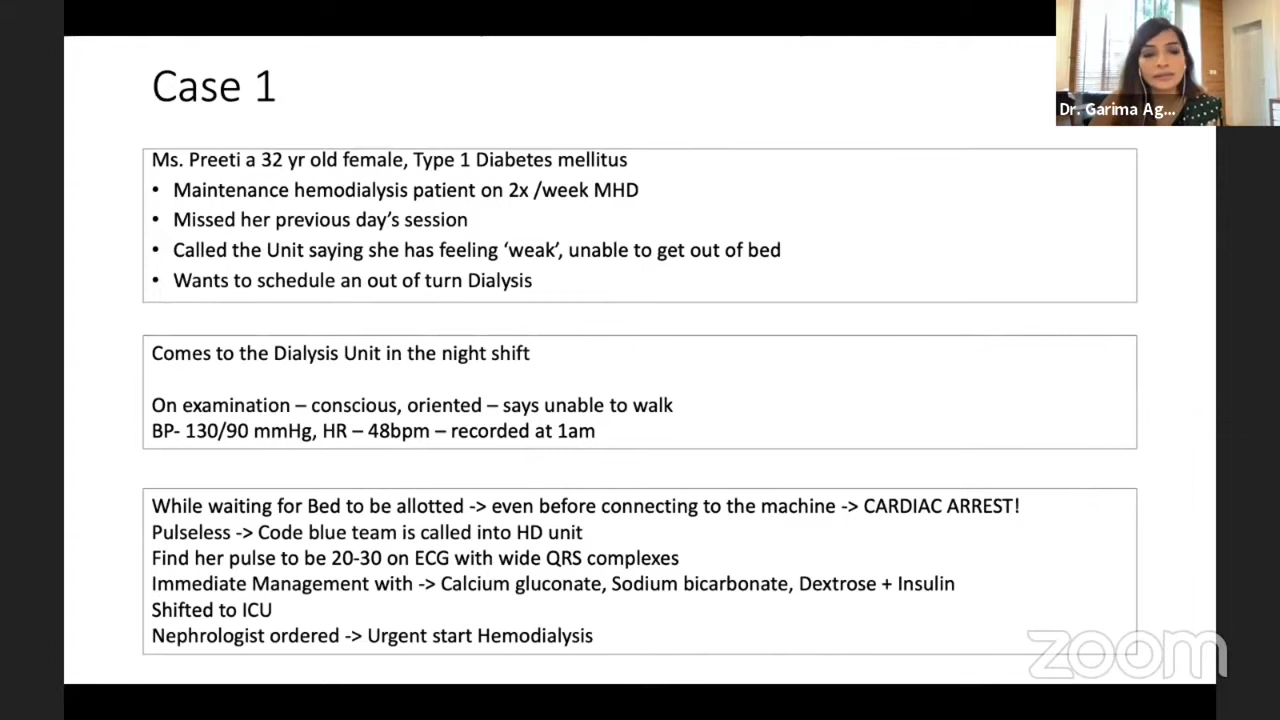 Case 1
Dr. Garima Ag...
Ms. Preeti a 32 yr old female, Type 1 Diabetes mellitus
• Maintenance hemodialysis patient on 2x /week MHD
• Missed her previous day's session
• Called the Unit saying she has feeling ‘weak’, unable to get out of bed
• Wants to schedule an out of turn Dialysis
Comes to the Dialysis Unit in the night shift
On examination – conscious, oriented – says unable to walk
BP- 130/90 mmHg, HR – 48bpm – recorded at 1am
While waiting for Bed to be allotted -> even before connecting to the machine -> CARDIAC ARREST!
Pulseless -> Code blue team is called into HD unit
Find her pulse to be 20-30 on ECG with wide QRS complexes
Immediate Management with -> Calcium gluconate, Sodium bicarbonate, Dextrose + Insulin
Shifted to ICU
Nephrologist ordered -> Urgent start Hemodialysis
zoom